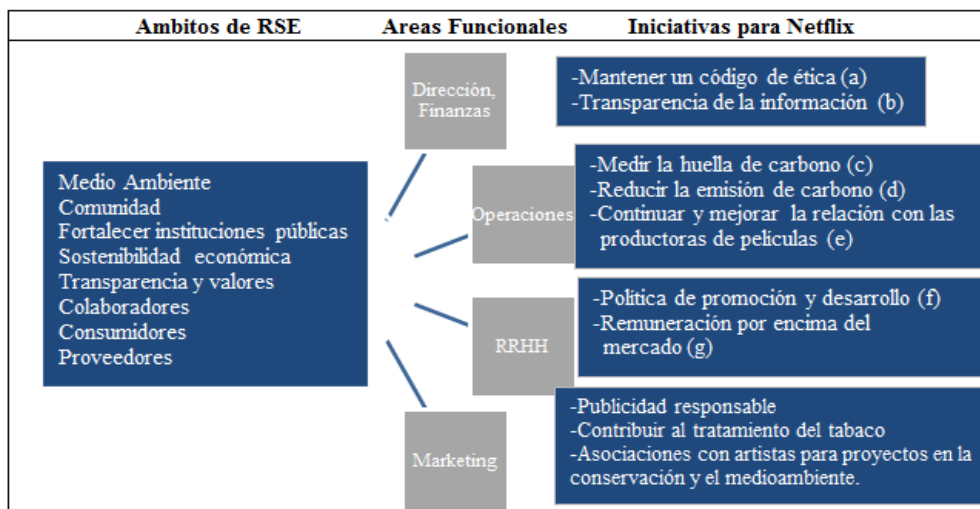 Ambitos de RSE
Areas Funcionales
Iniciativas para Netflix
Medio Ambiente
Comunidad
Fortalecer instituciones públicas
Sostenibilidad económica
Transparencia y valores
Colaboradores
Consumidores
Proveedores
Dirección,
Finanzas
-Mantener un código de ética (a)
-Transparencia de la información (b)
Operaciones
-Medir la huella de carbono (c)
-Reducir la emisión de carbono (d)
-Continuar y mejorar la relación con las
productoras de películas (e)
RRHH
-Política de promoción y desarrollo (f)
-Remuneración por encima del
mercado (g)
Marketing
-Publicidad responsable
-Contribuir al tratamiento del tabaco
-Asociaciones con artistas para proyectos en la
conservación y el medioambiente.